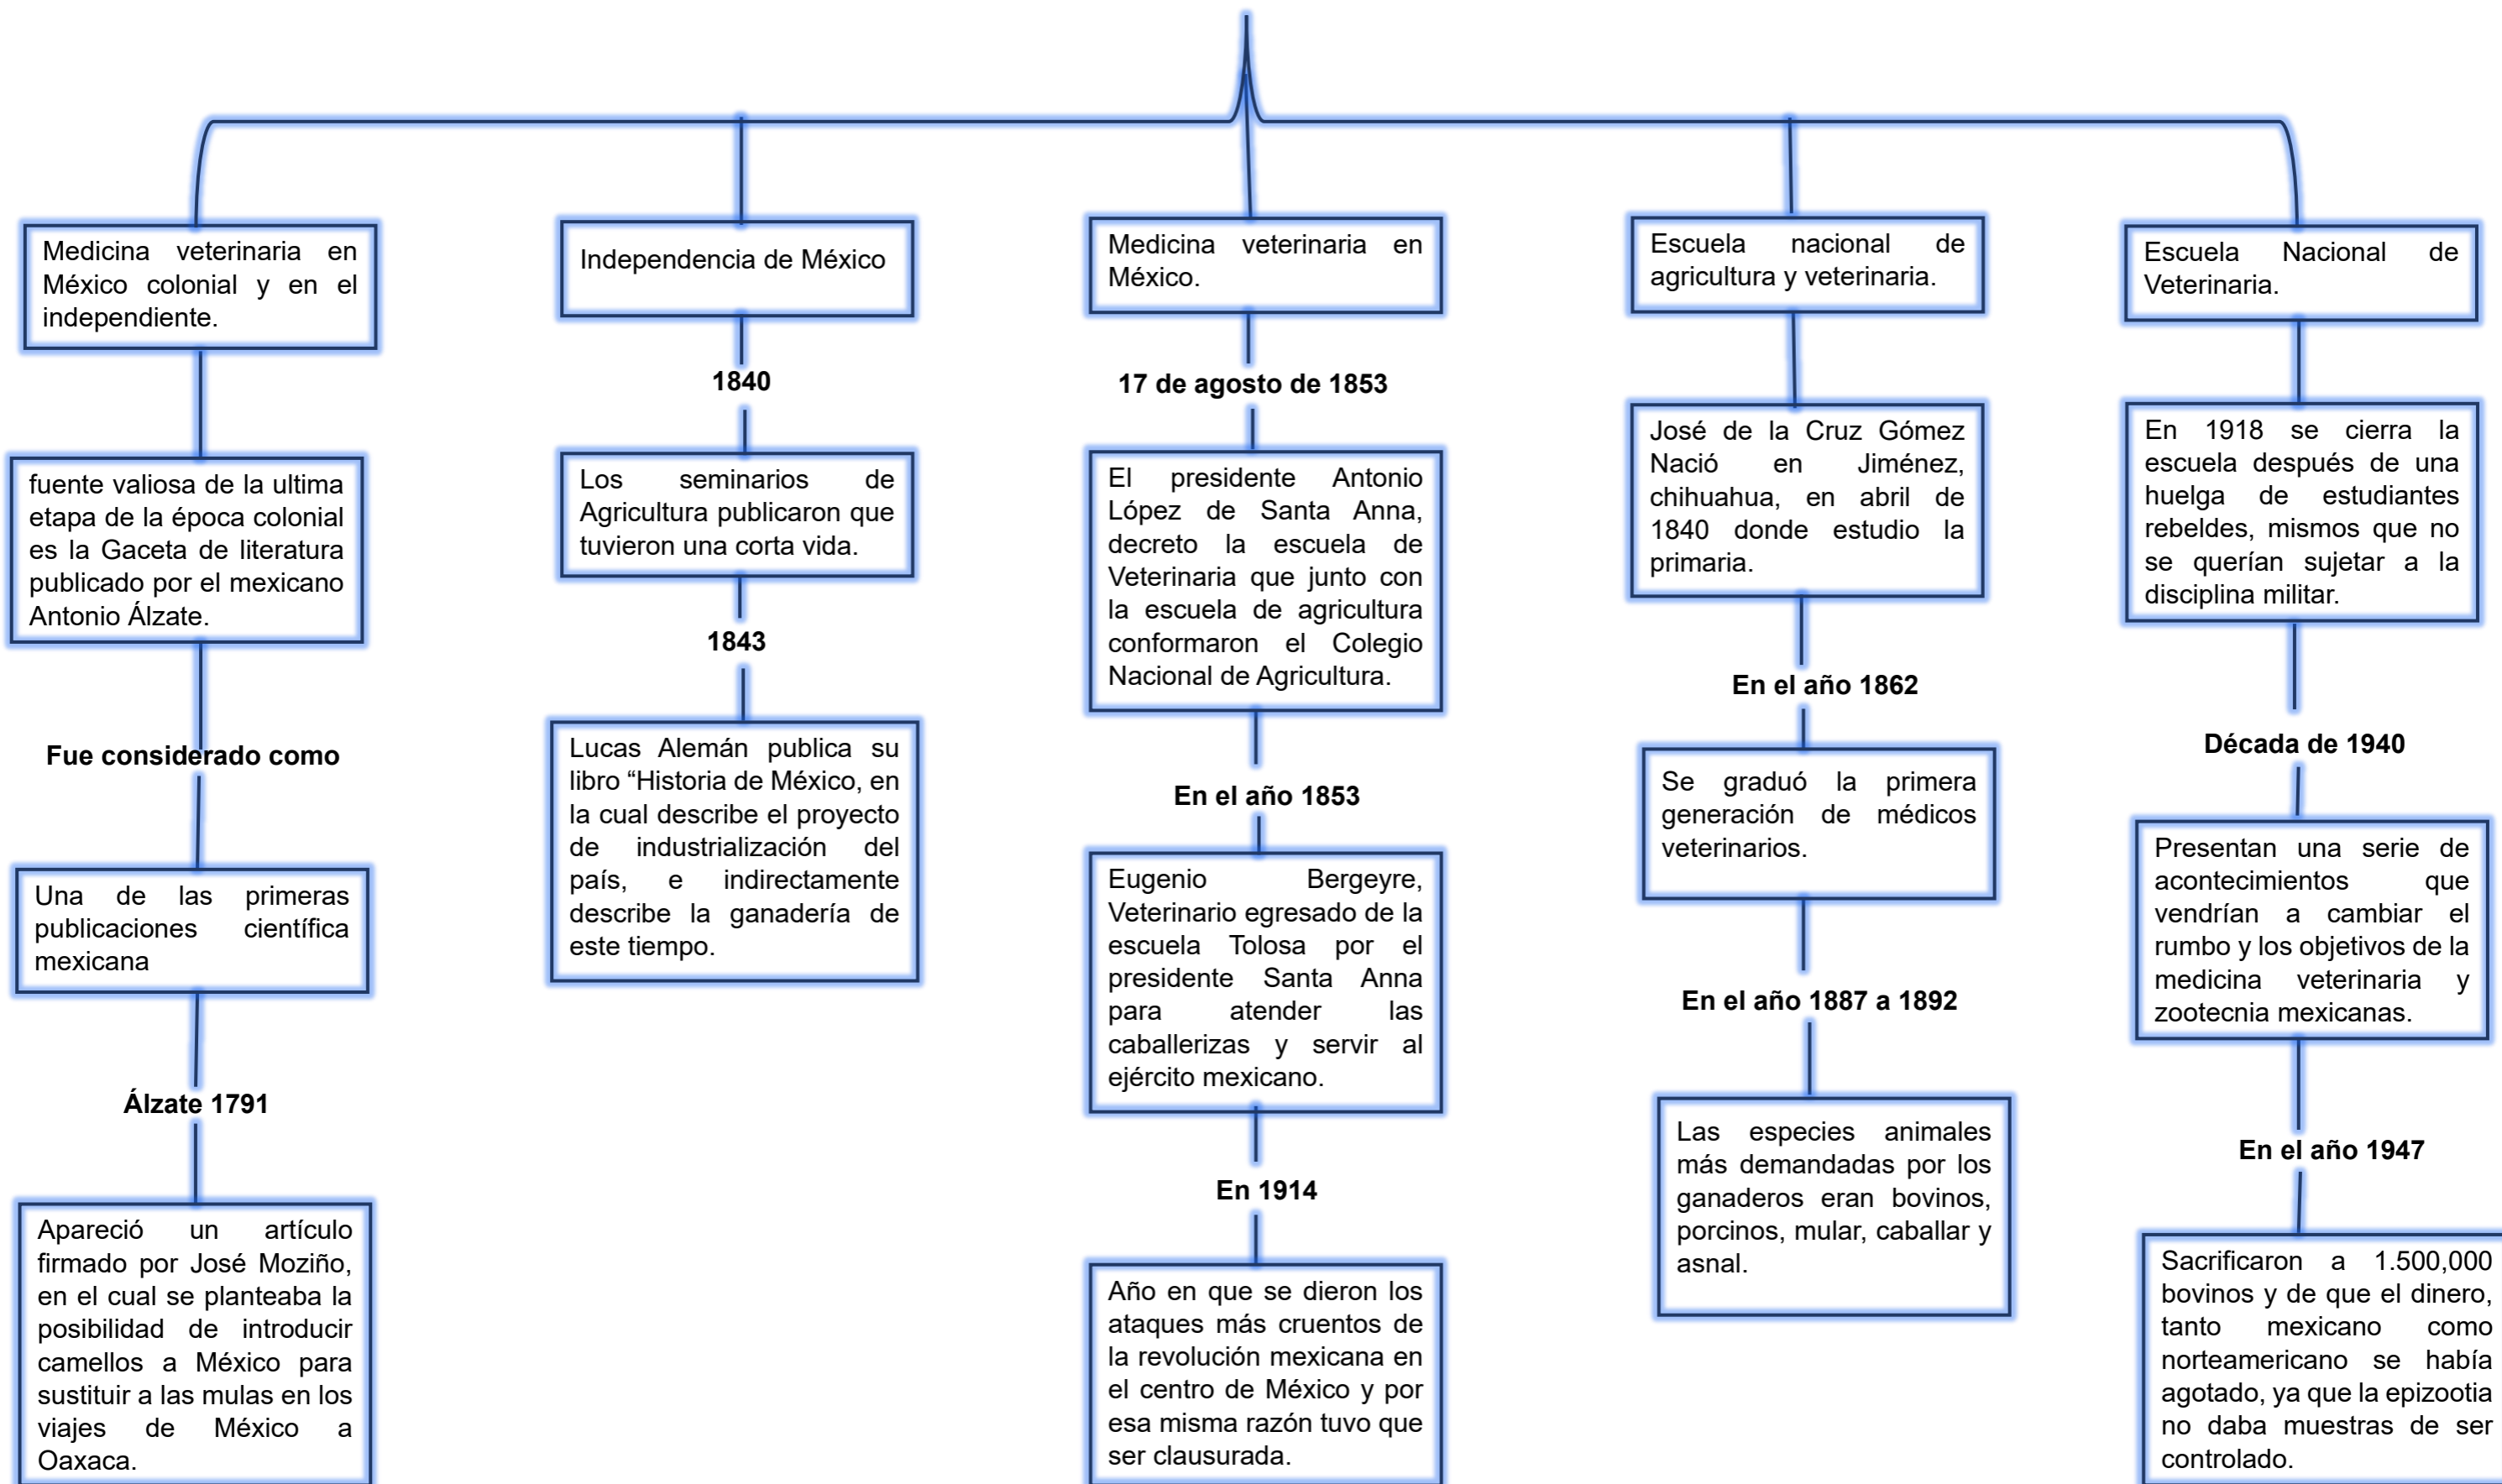 Medicina veterinaria en
México colonial y en el
independiente.
fuente valiosa de la ultima
etapa de la época colonial
es la Gaceta de literatura
publicado por el mexicano
Antonio Álzate.
Fue considerado como
Una de las primeras
publicaciones científica
mexicana
Álzate 1791
Apareció un artículo
firmado por José Moziño,
en el cual se planteaba la
posibilidad de introducir
camellos a México para
sustituir a las mulas en los
viajes de México a
Oaxaca.
Independencia de México
1840
Los seminarios de
Agricultura publicaron que
tuvieron una corta vida.
1843
Lucas Alemán publica su
libro “Historia de México, en
la cual describe el proyecto
de industrialización del
país, e indirectamente
describe la ganadería de
este tiempo.
Medicina veterinaria en
México.
17 de agosto de 1853
El presidente Antonio
López de Santa Anna,
decreto la escuela de
Veterinaria que junto con
la escuela de agricultura
conformaron el Colegio
Nacional de Agricultura.
En el año 1853
Eugenio Bergeyre,
Veterinario egresado de la
escuela Tolosa por el
presidente Santa Anna
para atender las
caballerizas y servir al
ejército mexicano.
En 1914
Año en que se dieron los
ataques más cruentos de
la revolución mexicana en
el centro de México y por
esa misma razón tuvo que
ser clausurada.
Escuela nacional de
agricultura y veterinaria.
José de la Cruz Gómez
Nació en Jiménez,
chihuahua, en abril de
1840 donde estudio la
primaria.
En el año 1862
Se graduó la primera
generación de médicos
veterinarios.
En el año 1887 a 1892
Las especies animales
más demandadas por los
ganaderos eran bovinos,
porcinos, mular, caballar y
asnal.
Escuela Nacional de
Veterinaria.
En 1918 se cierra la
escuela después de una
huelga de estudiantes
rebeldes, mismos que no
se querían sujetar a la
disciplina militar.
Década de 1940
Presentan una serie de
acontecimientos que
vendrían a cambiar el
rumbo y los objetivos de la
medicina veterinaria y
zootecnia mexicanas.
En el año 1947
Sacrificaron a 1.500,000
bovinos y de que el dinero,
tanto mexicano como
norteamericano se había
agotado, ya que la epizootia
no daba muestras de ser
controlado.